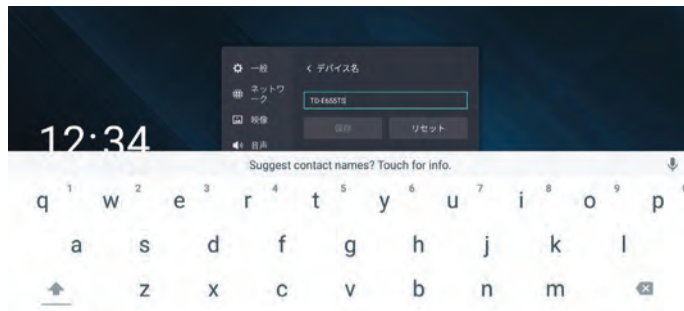 一般
ネットワ
ーク
映像
音声
< デバイス名
TD-E655TS
保存
リセット
12:34
Suggest contact names? Touch for info.
q 1 w 2 e 3 r 4 t 5 y 6 u 7 i 8 o 9 p 0
a s d f g h j k l
z x c v b n m